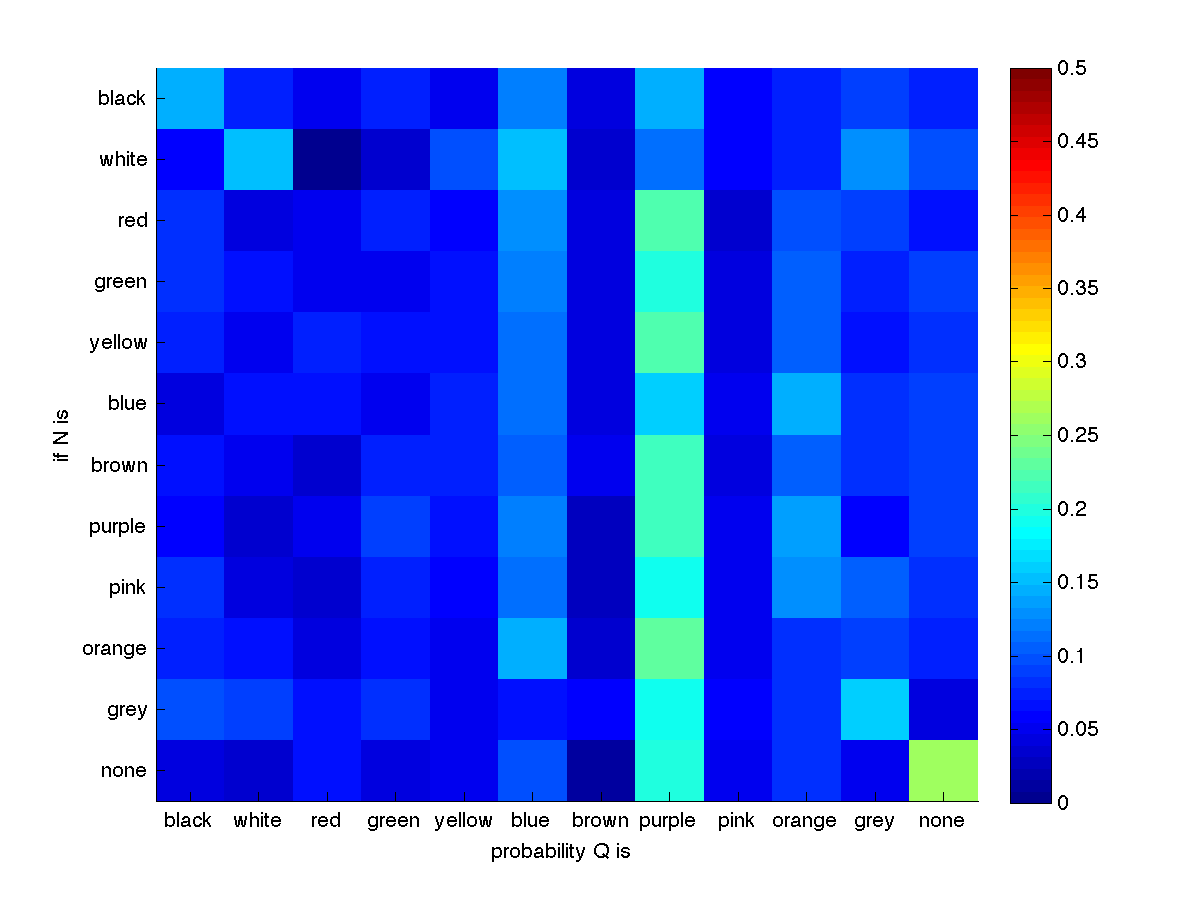 black
white
red
green
yellow
blue
brown
purple
pink
orange
grey
none
if N is
black white red green yellow blue brown purple pink orange grey none
probability Q is
0.5
0.45
0.4
0.35
0.3
0.25
0.2
0.15
0.1
0.05
0